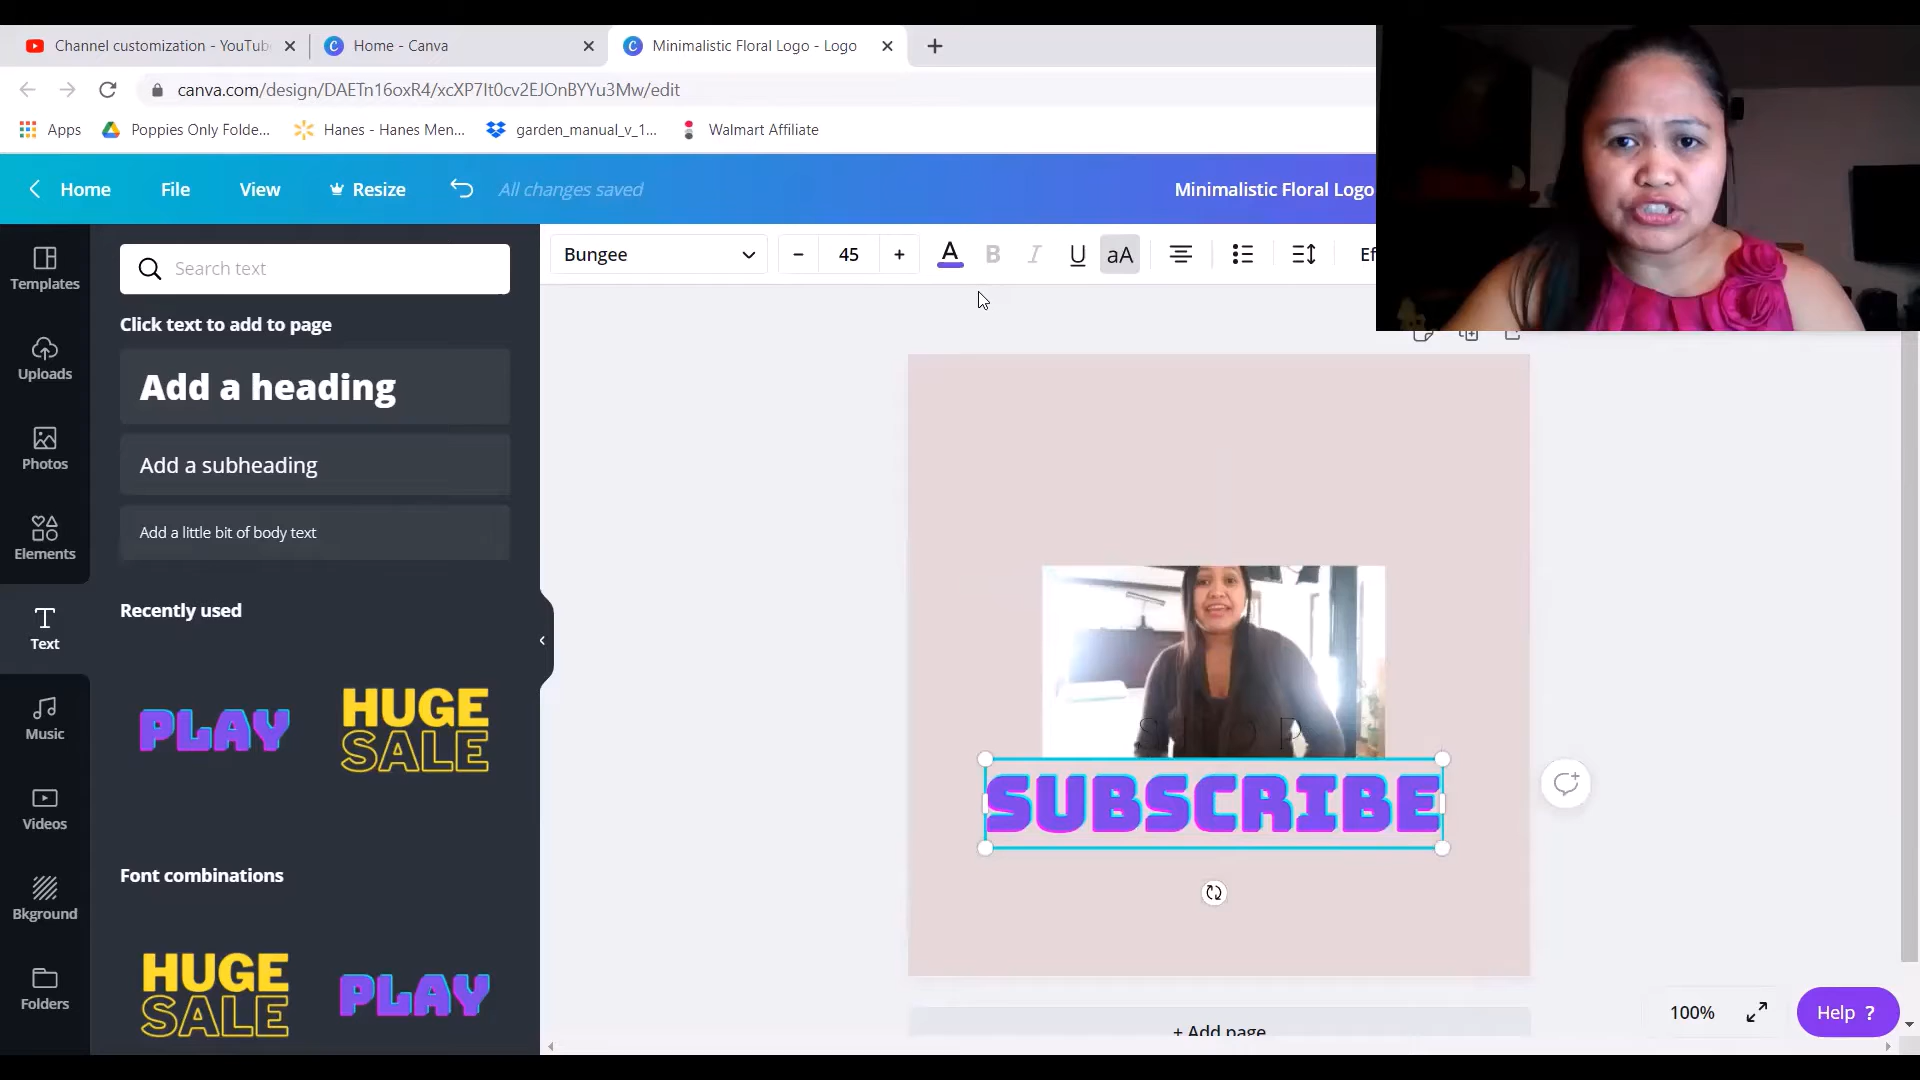 Channel customization - YouTub
Home - Canva
Minimalistic Floral Logo - Logo
canva.com/design/DAETn16oxR4/xcXP7It0cv2EJOnBYYu3Mw/edit
Apps
Poppies Only Folde...
Hanes - Hanes Men...
garden_manual_v_1...
Walmart Affiliate
Home
File
View
Resize
All changes saved
Minimalistic Floral Logo
Bungee
45
A
B
I
U
aA
Ef
Templates
Uploads
Photos
Elements
Text
Music
Videos
Bkground
Folders
Search text
Click text to add to page
Add a heading
Add a subheading
Add a little bit of body text
Recently used
PLAY
HUGE
SALE
Font combinations
HUGE
SALE
PLAY
SHOP
SUBSCRIBE
+ Add page
100%
Help ?